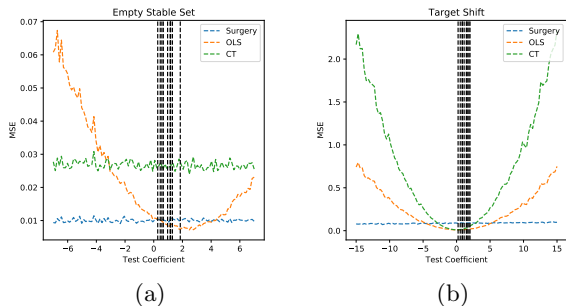 Empty Stable Set
Surgery
OLS
CT
MSE
0.07
0.06
0.05
0.04
0.03
0.02
0.01
−6 −4 −2 0 2 4 6
Test Coefficient
(a)
Target Shift
Surgery
OLS
CT
MSE
2.0
1.5
1.0
0.5
0.0
−15 −10 −5 0 5 10 15
Test Coefficient
(b)